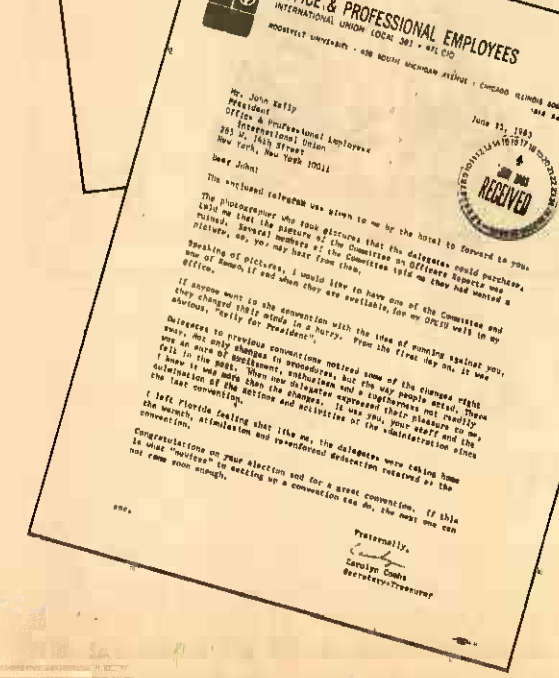 OFFICE & PROFESSIONAL EMPLOYEES
INTERNATIONAL UNION LOCAL 391 • AFL CIO
ROOSEVELT UNIVERSITY • 430 SOUTH MICHIGAN AVENUE • CHICAGO ILLINOIS
June 15, 1983
RECEIVED
Mr. John Kelly
President
Office & Professional Employees
International Union
265 W. 14th Street
New York, New York 10011
Dear John:
The enclosed telegram was given to me by the hotel to forward to you.
The photographer who took pictures that the delegates could purchase,
told me that the picture of the Committee on Officers Reports was
ruined. Several members of the Committee told me they had wanted a
picture, so, yo, may hear from them.
Speaking of pictures, I would like to have one of the Committee and
one of Romeo, if and when they are available, for my OPEIU wall in my
office.
If anyone went to the convention with the idea of running against you,
they changed their minds in a hurry. From the first day on, it was
obvious, "Kelly for President".
Delegates to previous conventions noticed some of the changes right
away. Not only changes in procedures, but the way people acted. There
was an aura of excitement, enthusiasm and a togetherness not readily
felt in the past. When new delegates expressed their pleasure to me,
I knew it was more than the changes. It was you, your staff and the
culmination of the actions and activities of the administration since
the last convention.
I left Florida feeling that like me, the delegates were taking home
the warmth, stimulation and reenforced dedication received at the
convention.
Congratulations on your election and for a great convention. If this
is what "novices" to setting up a convention can do, the next one can
not come soon enough.
Fraternally,
Carolyn
Carolyn Combs
Secretary-Treasurer
enc.